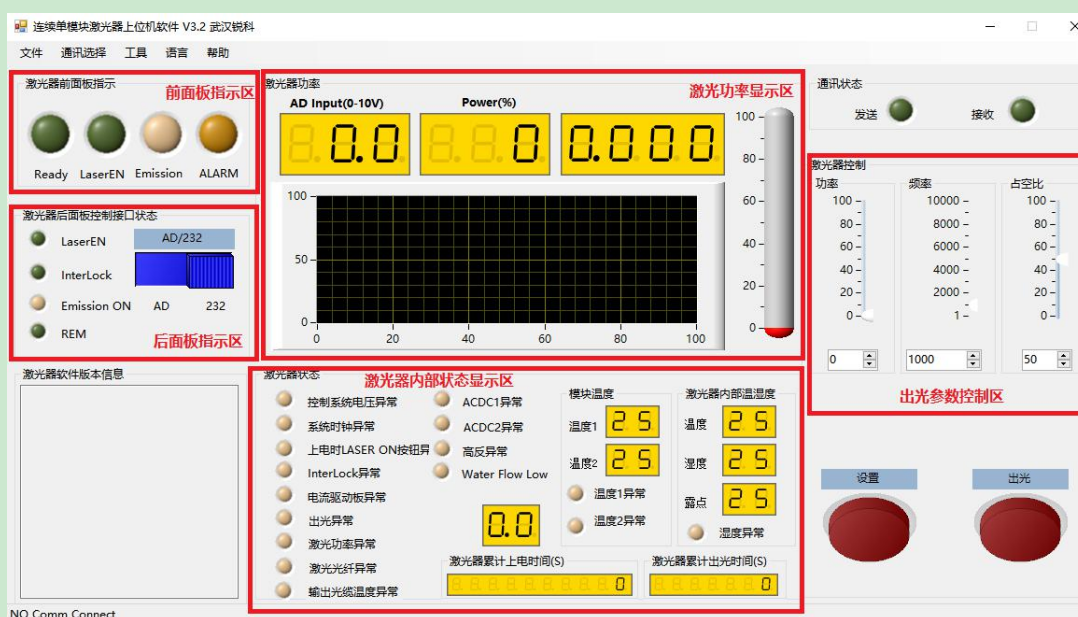 连续单模块激光器上位机软件 V3.2 武汉锐科
文件 通讯选择 工具 语言 帮助
激光器前面板指示
前面板指示区
Ready LaserEN Emission ALARM
激光器后面板控制接口状态
LaserEN
InterLock
Emission ON
REM
AD/232
AD 232
后面板指示区
激光器软件版本信息
激光器功率
激光功率显示区
AD Input(0-10V) Power(%)
0.0 0 0.000
100
50
0
0 20 40 60 80 100
100
80
60
40
20
0
激光器状态
激光器内部状态显示区
控制系统电压异常
系统时钟异常
上电时LASER ON按钮异
InterLock异常
电流驱动板异常
出光异常
激光功率异常
激光光纤异常
输出光缆温度异常
ACDC1异常
ACDC2异常
高反异常
Water Flow Low
0.0
模块温度
温度1 25
温度2 25
温度1异常
温度2异常
激光器内部温湿度
温度 25
湿度 25
露点 25
湿度异常
激光器累计上电时间(S)
0
激光器累计出光时间(S)
0
通讯状态
发送 接收
激光器控制
功率 频率 占空比
100 10000 100
80 8000 80
60 6000 60
40 4000 40
20 2000 20
0 1 0
0 1000 50
出光参数控制区
设置 出光
NO Comm Connect